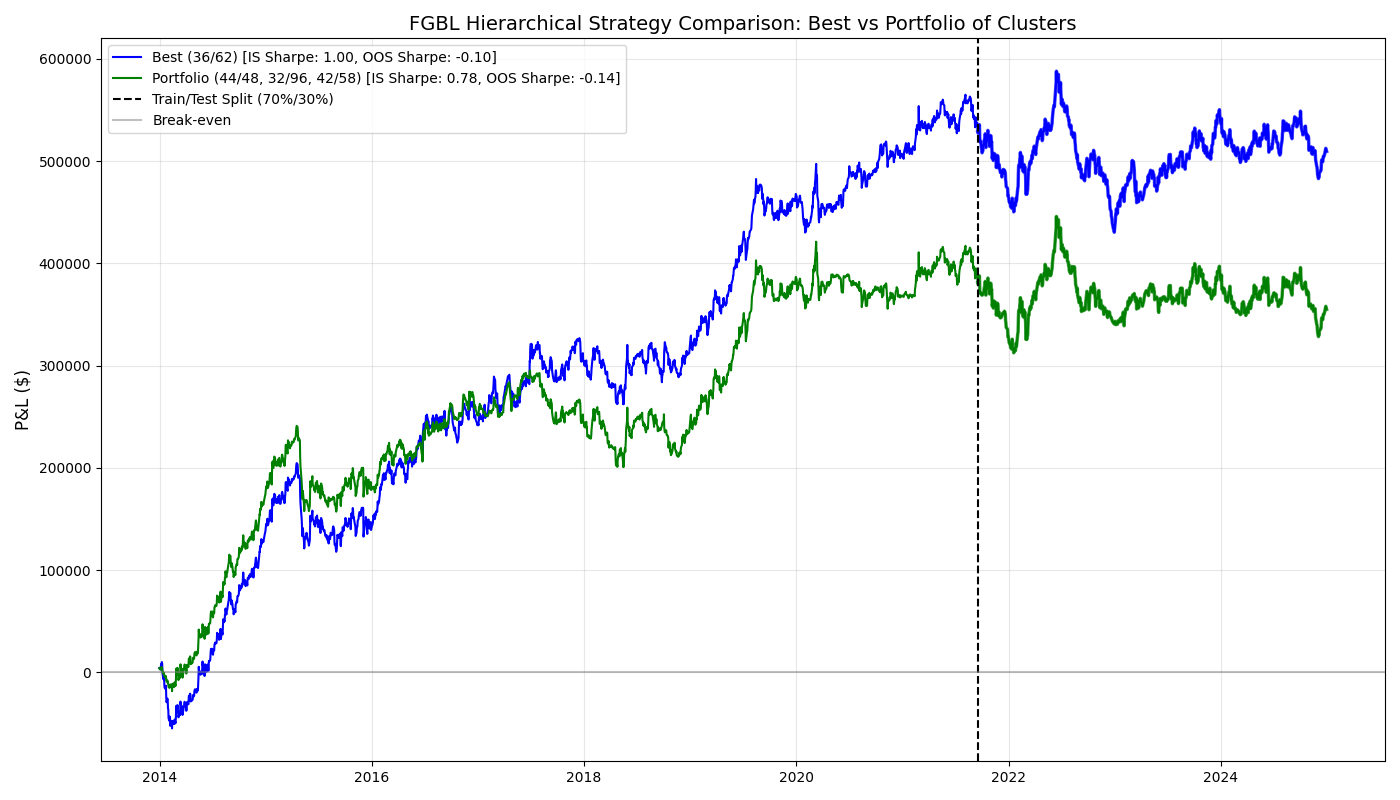 FGBL Hierarchical Strategy Comparison: Best vs Portfolio of Clusters
Best (36/62) [IS Sharpe: 1.00, OOS Sharpe: -0.10]
Portfolio (44/48, 32/96, 42/58) [IS Sharpe: 0.78, OOS Sharpe: -0.14]
Train/Test Split (70%/30%)
Break-even
P&L ($)
600000
500000
400000
300000
200000
100000
0
2014
2016
2018
2020
2022
2024